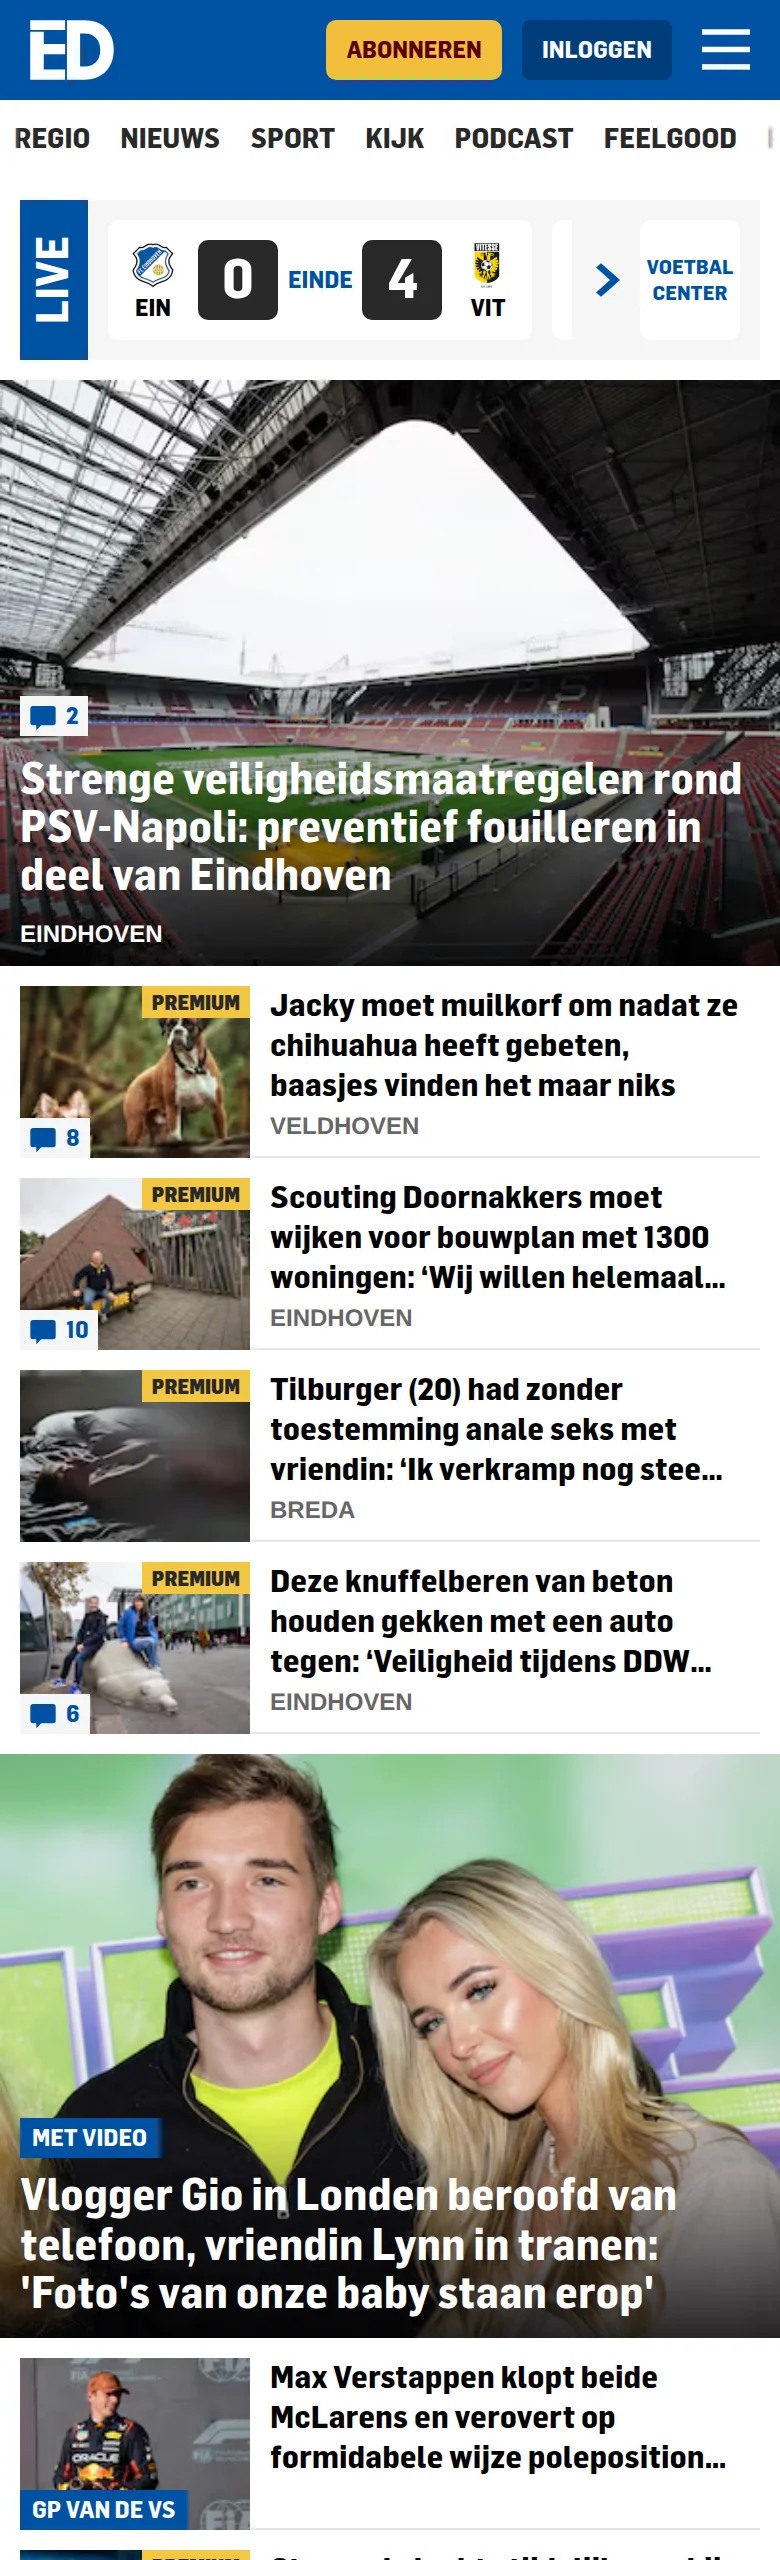 ED
ABONNEREN
INLOGGEN
REGIO NIEUWS SPORT KIJK PODCAST FEELGOOD
LIVE
EIN
0
EINDE
4
VITESSE
VIT
VOETBAL
CENTER
2
Strenge veiligheidsmaatregelen rond
PSV-Napoli: preventief fouilleren in
deel van Eindhoven
EINDHOVEN
PREMIUM
8
Jacky moet muilkorf om nadat ze
chihuahua heeft gebeten,
baasjes vinden het maar niks
VELDHOVEN
PREMIUM
10
Scouting Doornakkers moet
wijken voor bouwplan met 1300
woningen: ‘Wij willen helemaal...
EINDHOVEN
PREMIUM
Tilburger (20) had zonder
toestemming anale seks met
vriendin: ‘Ik verkramp nog stee...
BREDA
PREMIUM
6
Deze knuffelberen van beton
houden gekken met een auto
tegen: ‘Veiligheid tijdens DDW...
EINDHOVEN
MET VIDEO
Vlogger Gio in Londen beroofd van
telefoon, vriendin Lynn in tranen:
'Foto's van onze baby staan erop'
ORACLE
GP VAN DE VS
Max Verstappen klopt beide
McLarens en verovert op
formidabele wijze poleposition...